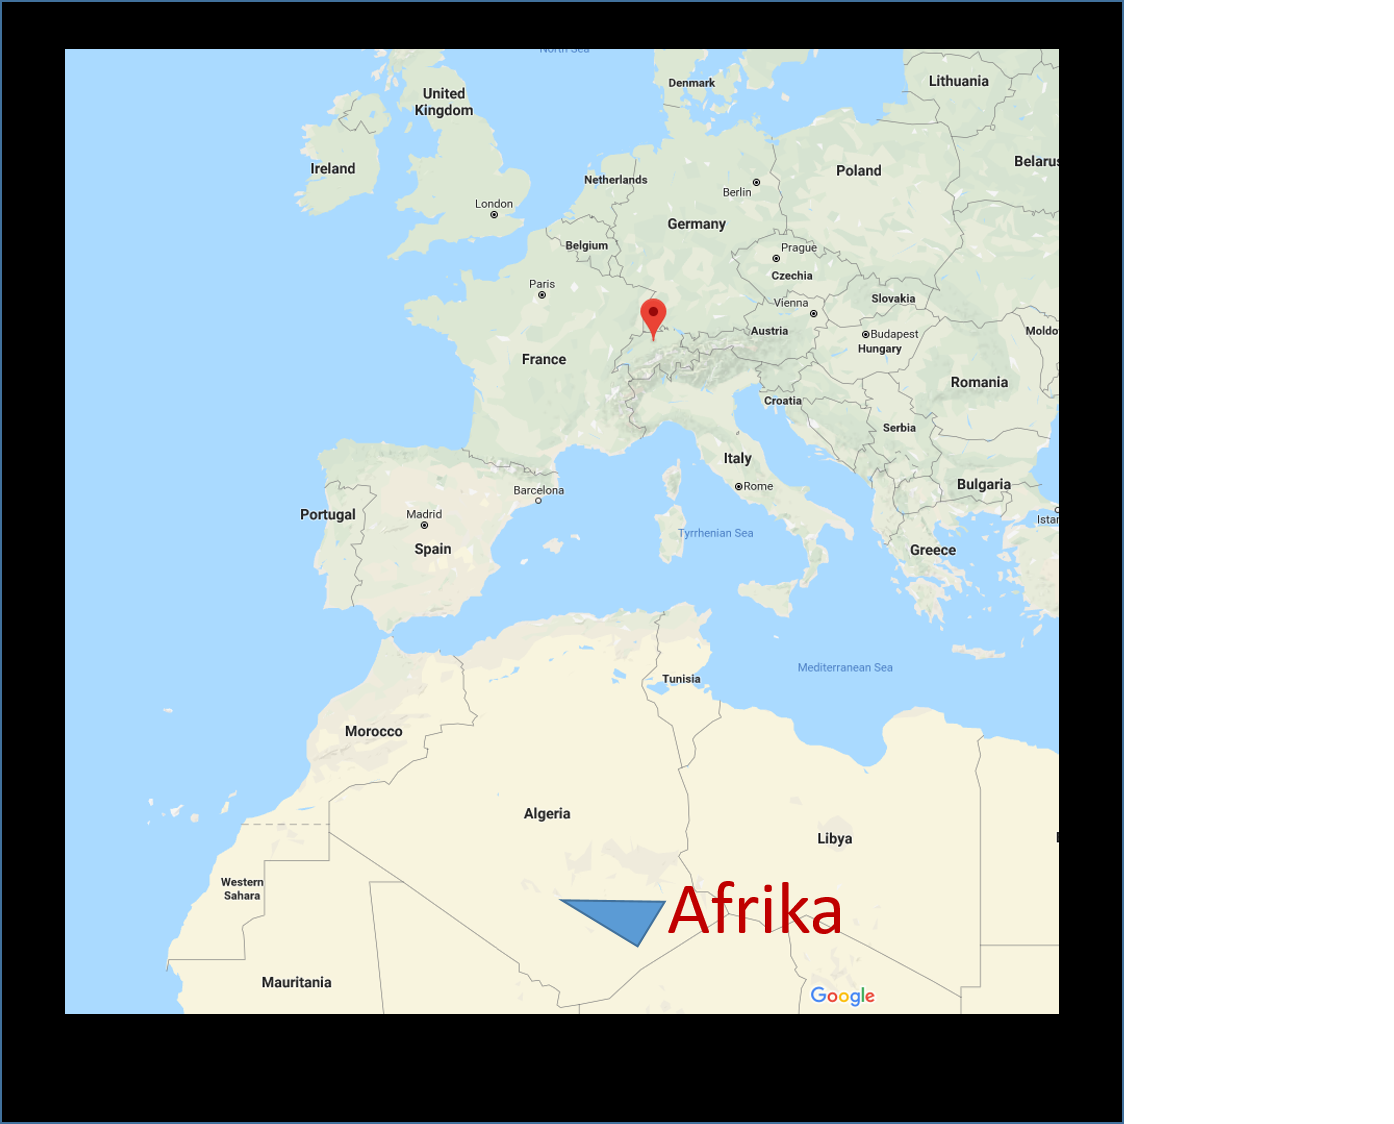 North Sea
Denmark
Lithuania
United
Kingdom
Belarus
Ireland
Poland
Netherlands
Berlin
London
Germany
Belgium
Prague
Czechia
Paris
Slovakia
Vienna
Austria
Budapest
Hungary
Moldo
France
Romania
Croatia
Serbia
Italy
Rome
Bulgaria
Barcelona
Portugal
Madrid
Istan
Tyrrhenian Sea
Spain
Greece
Mediterranean Sea
Tunisia
Morocco
Algeria
Libya
Western
Sahara
Afrika
Mauritania
Google